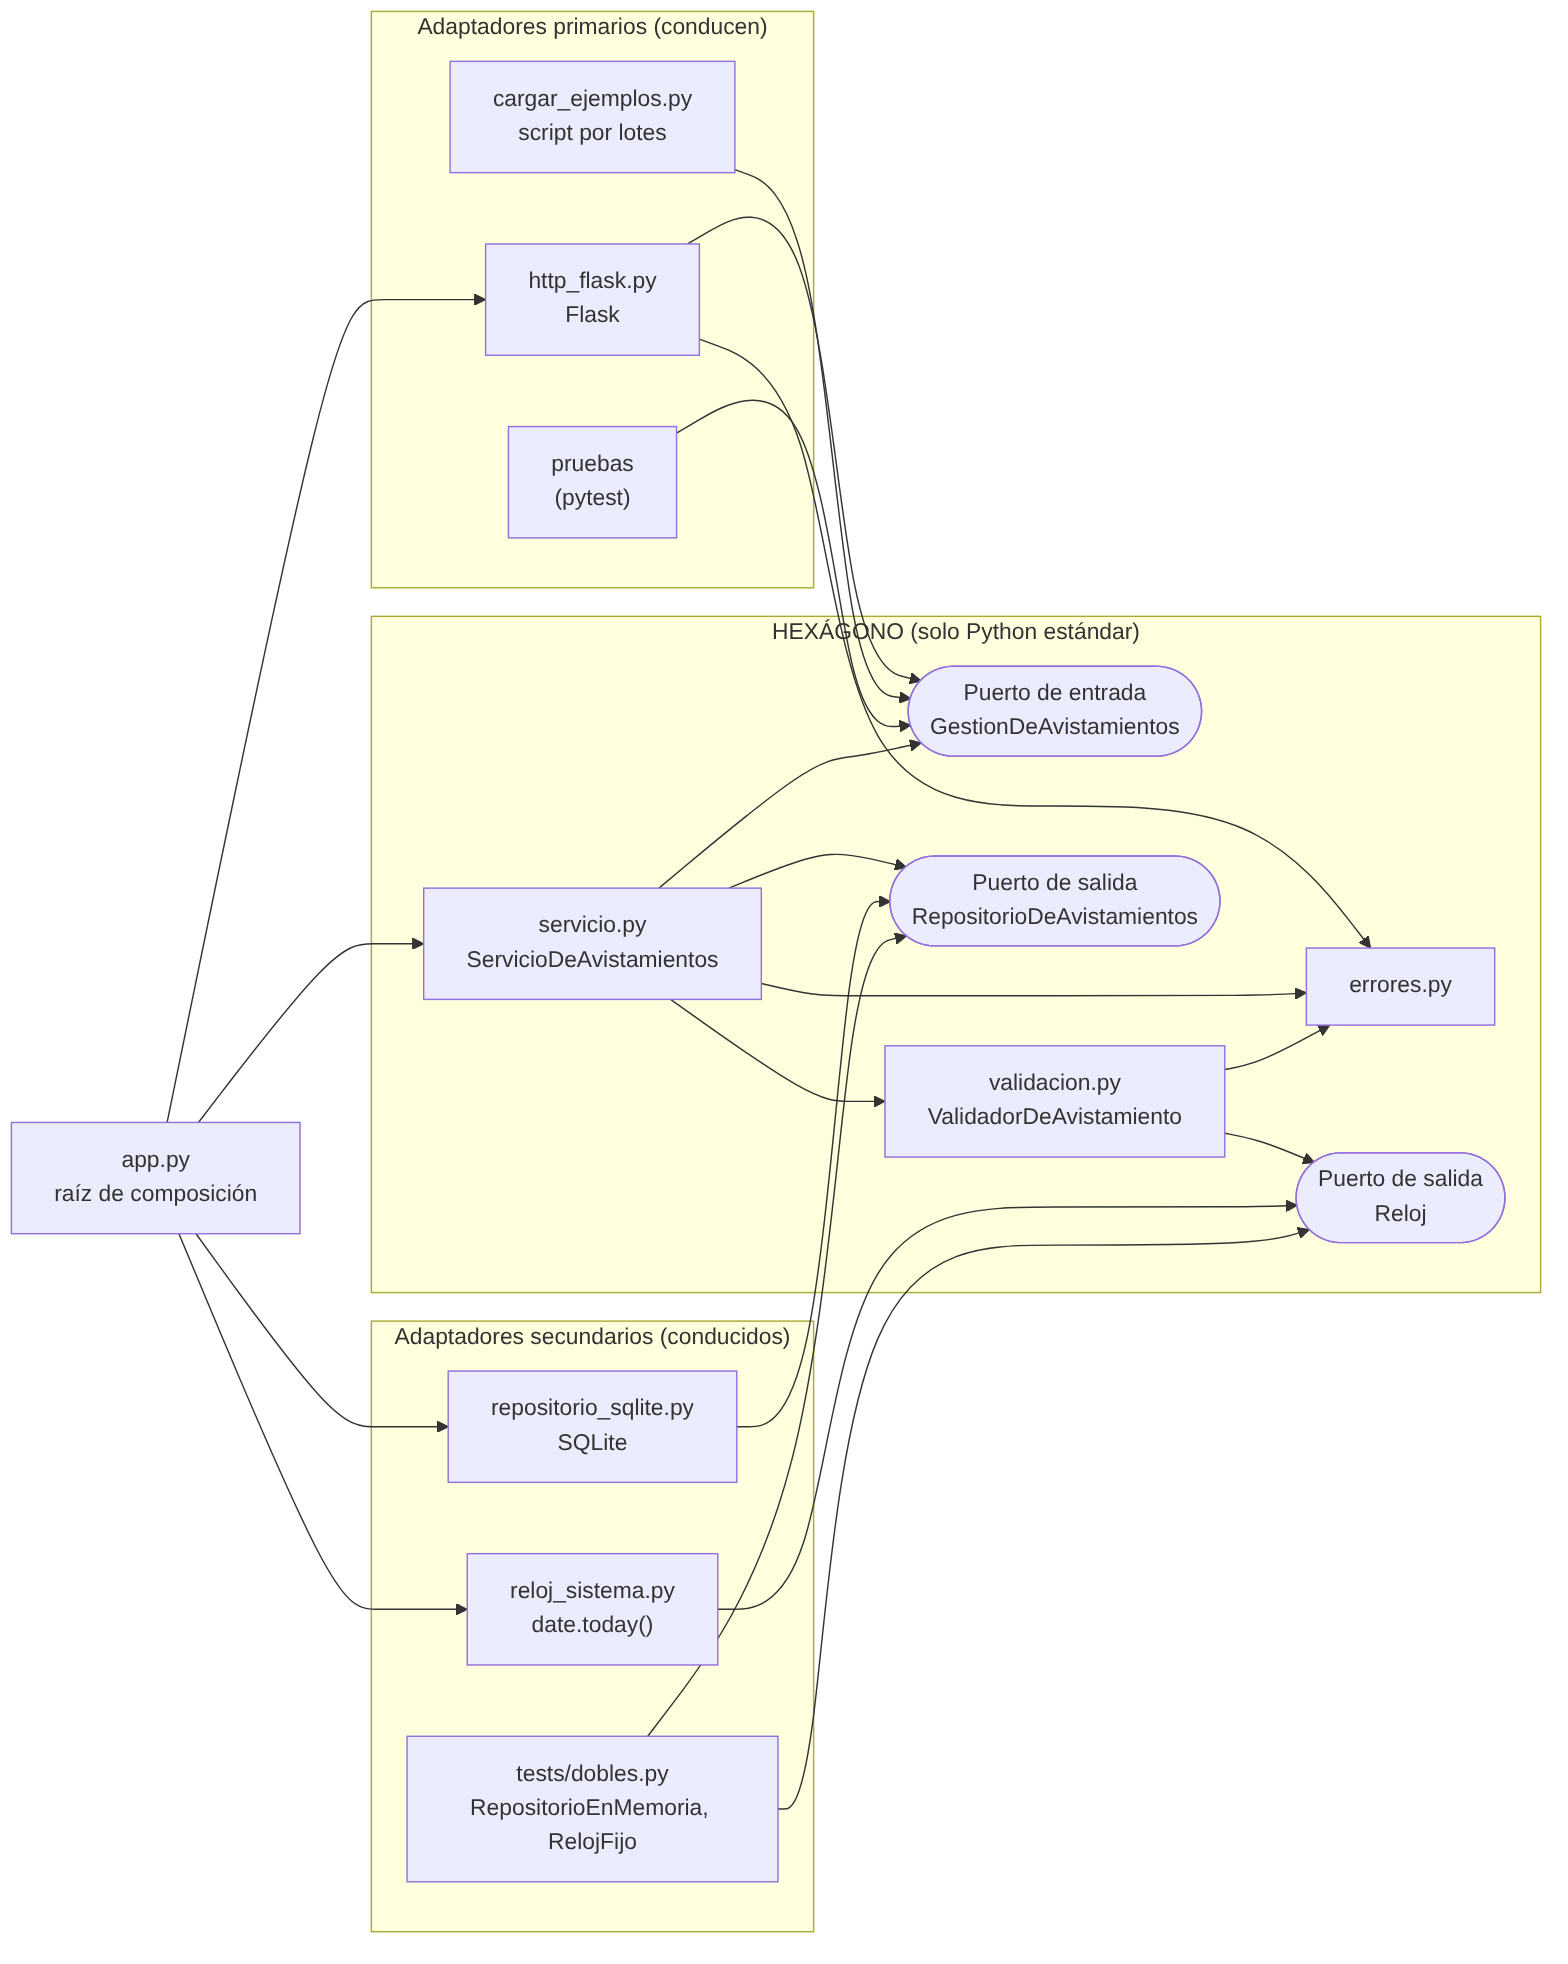 Adaptadores primarios (conducen)
cargar_ejemplos.py
script por lotes
http_flask.py
Flask
pruebas
(pytest)
HEXÁGONO (solo Python estándar)
Puerto de entrada
GestionDeAvistamientos
Puerto de salida
RepositorioDeAvistamientos
servicio.py
ServicioDeAvistamientos
errores.py
validacion.py
ValidadorDeAvistamiento
app.py
raíz de composición
Puerto de salida
Reloj
Adaptadores secundarios (conducidos)
repositorio_sqlite.py
SQLite
reloj_sistema.py
date.today()
tests/dobles.py
RepositorioEnMemoria,
RelojFijo